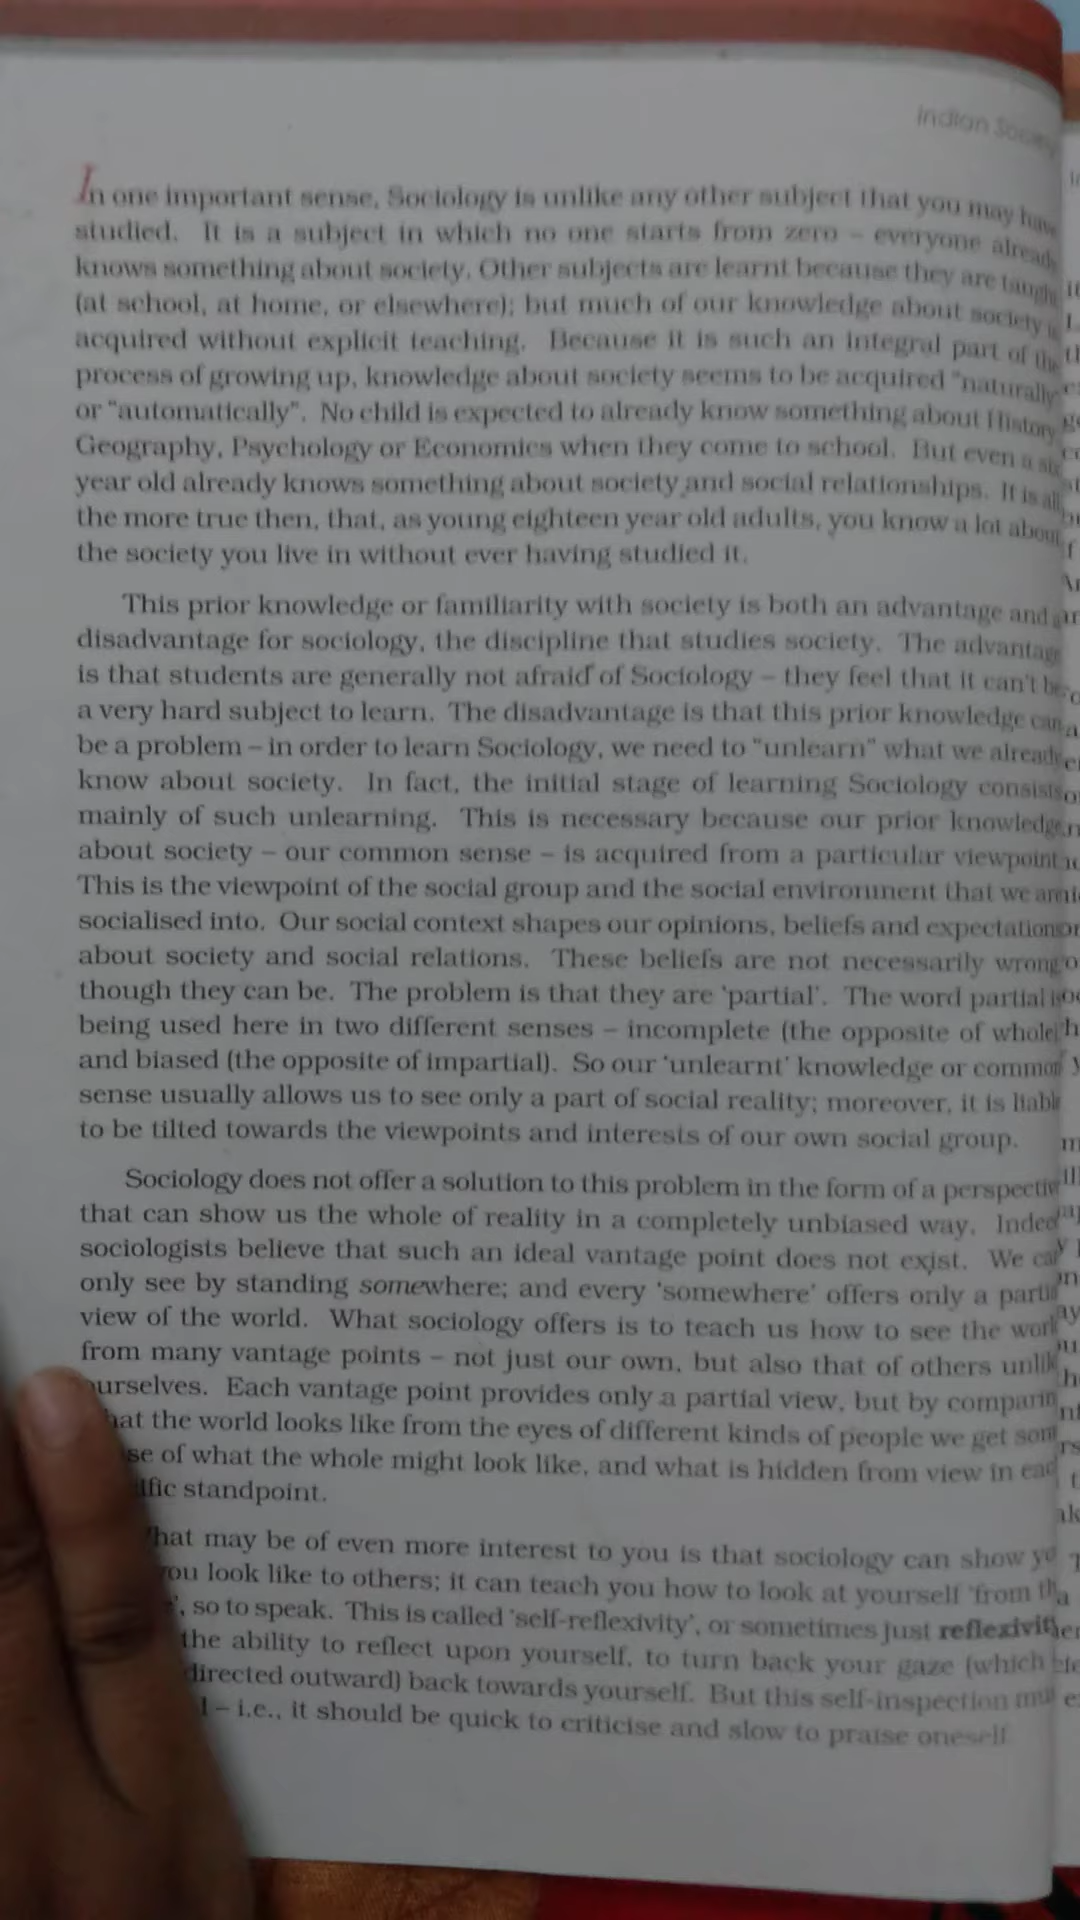 Indian Society
In one important sense, Sociology is unlike any other subject that you may have
studied. It is a subject in which no one starts from zero – everyone already
knows something about society. Other subjects are learnt because they are taught
(at school, at home, or elsewhere); but much of our knowledge about society is
acquired without explicit teaching. Because it is such an integral part of the
process of growing up, knowledge about society seems to be acquired "naturally"
or "automatically". No child is expected to already know something about History,
Geography, Psychology or Economics when they come to school. But even a six
year old already knows something about society and social relationships. It is all
the more true then, that, as young eighteen year old adults, you know a lot about
the society you live in without ever having studied it.
This prior knowledge or familiarity with society is both an advantage and a
disadvantage for sociology, the discipline that studies society. The advantage
is that students are generally not afraid of Sociology – they feel that it can't be
a very hard subject to learn. The disadvantage is that this prior knowledge can
be a problem – in order to learn Sociology, we need to "unlearn" what we already
know about society. In fact, the initial stage of learning Sociology consists
mainly of such unlearning. This is necessary because our prior knowledge
about society – our common sense – is acquired from a particular viewpoint.
This is the viewpoint of the social group and the social environment that we are
socialised into. Our social context shapes our opinions, beliefs and expectations
about society and social relations. These beliefs are not necessarily wrong,
though they can be. The problem is that they are 'partial'. The word partial is
being used here in two different senses – incomplete (the opposite of whole),
and biased (the opposite of impartial). So our 'unlearnt' knowledge or common
sense usually allows us to see only a part of social reality; moreover, it is liable
to be tilted towards the viewpoints and interests of our own social group.
Sociology does not offer a solution to this problem in the form of a perspectiv
that can show us the whole of reality in a completely unbiased way. Indee
sociologists believe that such an ideal vantage point does not exist. We ca
only see by standing somewhere; and every 'somewhere' offers only a partia
view of the world. What sociology offers is to teach us how to see the worl
from many vantage points – not just our own, but also that of others unlik
ourselves. Each vantage point provides only a partial view, but by comparin
hat the world looks like from the eyes of different kinds of people we get som
se of what the whole might look like, and what is hidden from view in eac
ific standpoint.
hat may be of even more interest to you is that sociology can show yo
ou look like to others; it can teach you how to look at yourself 'from th
', so to speak. This is called 'self-reflexivity', or sometimes just reflexivit
the ability to reflect upon yourself, to turn back your gaze (which
directed outward) back towards yourself. But this self-inspection mu
l – i.e., it should be quick to criticise and slow to praise oneself